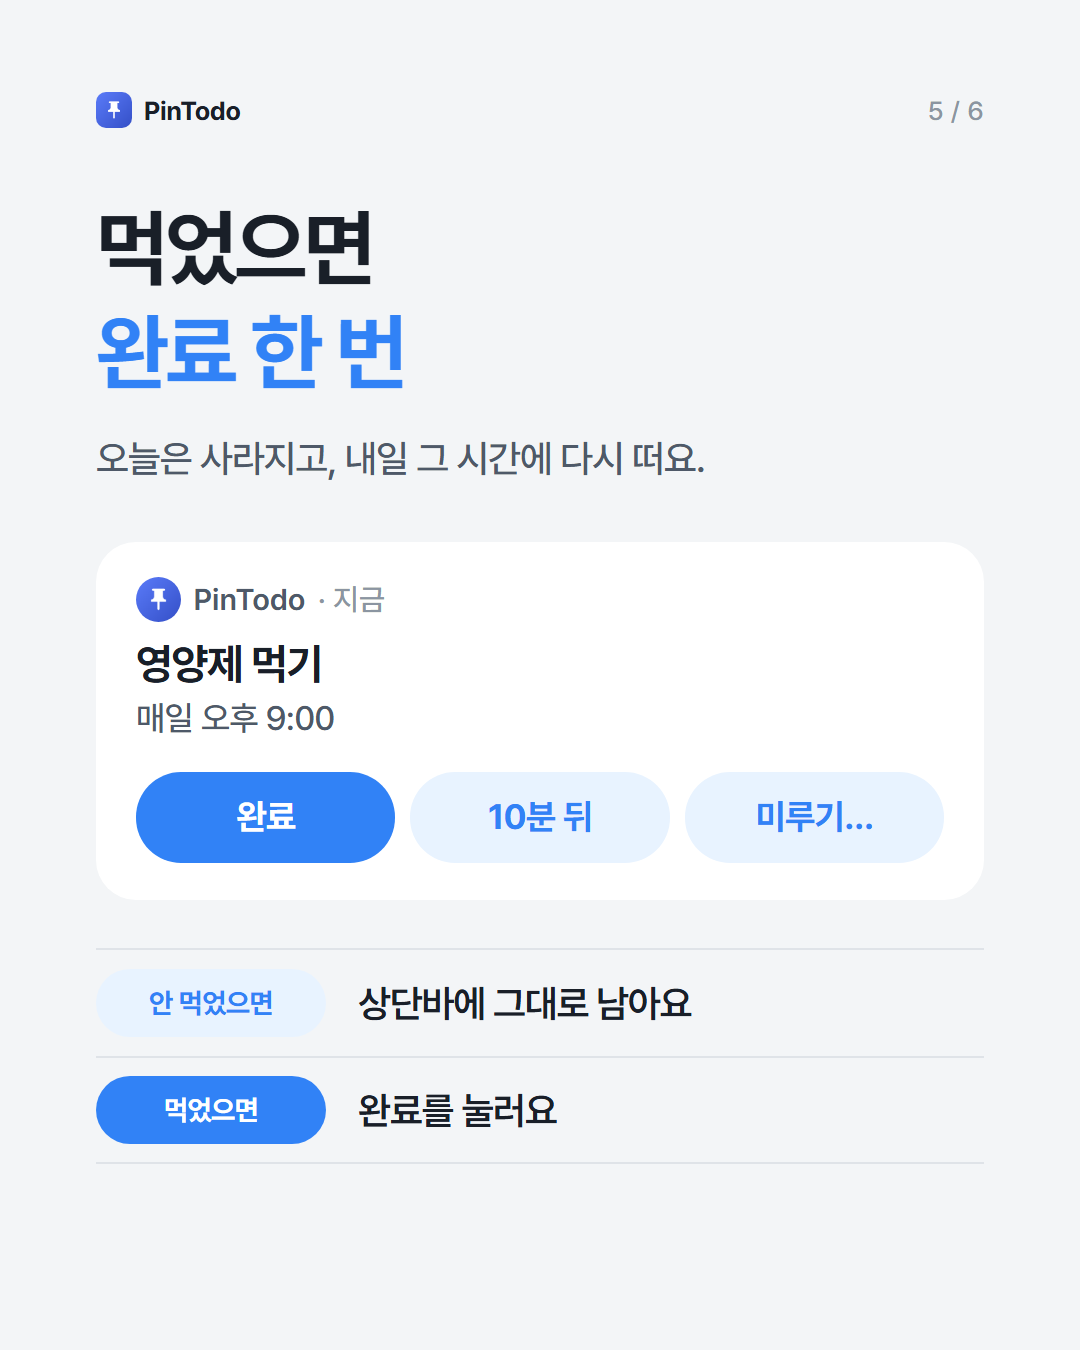 PinTodo
5 / 6
먹었으면
완료 한 번
오늘은 사라지고, 내일 그 시간에 다시 떠요.
PinTodo · 지금
영양제 먹기
매일 오후 9:00
완료
10분 뒤
미루기...
안 먹었으면
상단바에 그대로 남아요
먹었으면
완료를 눌러요